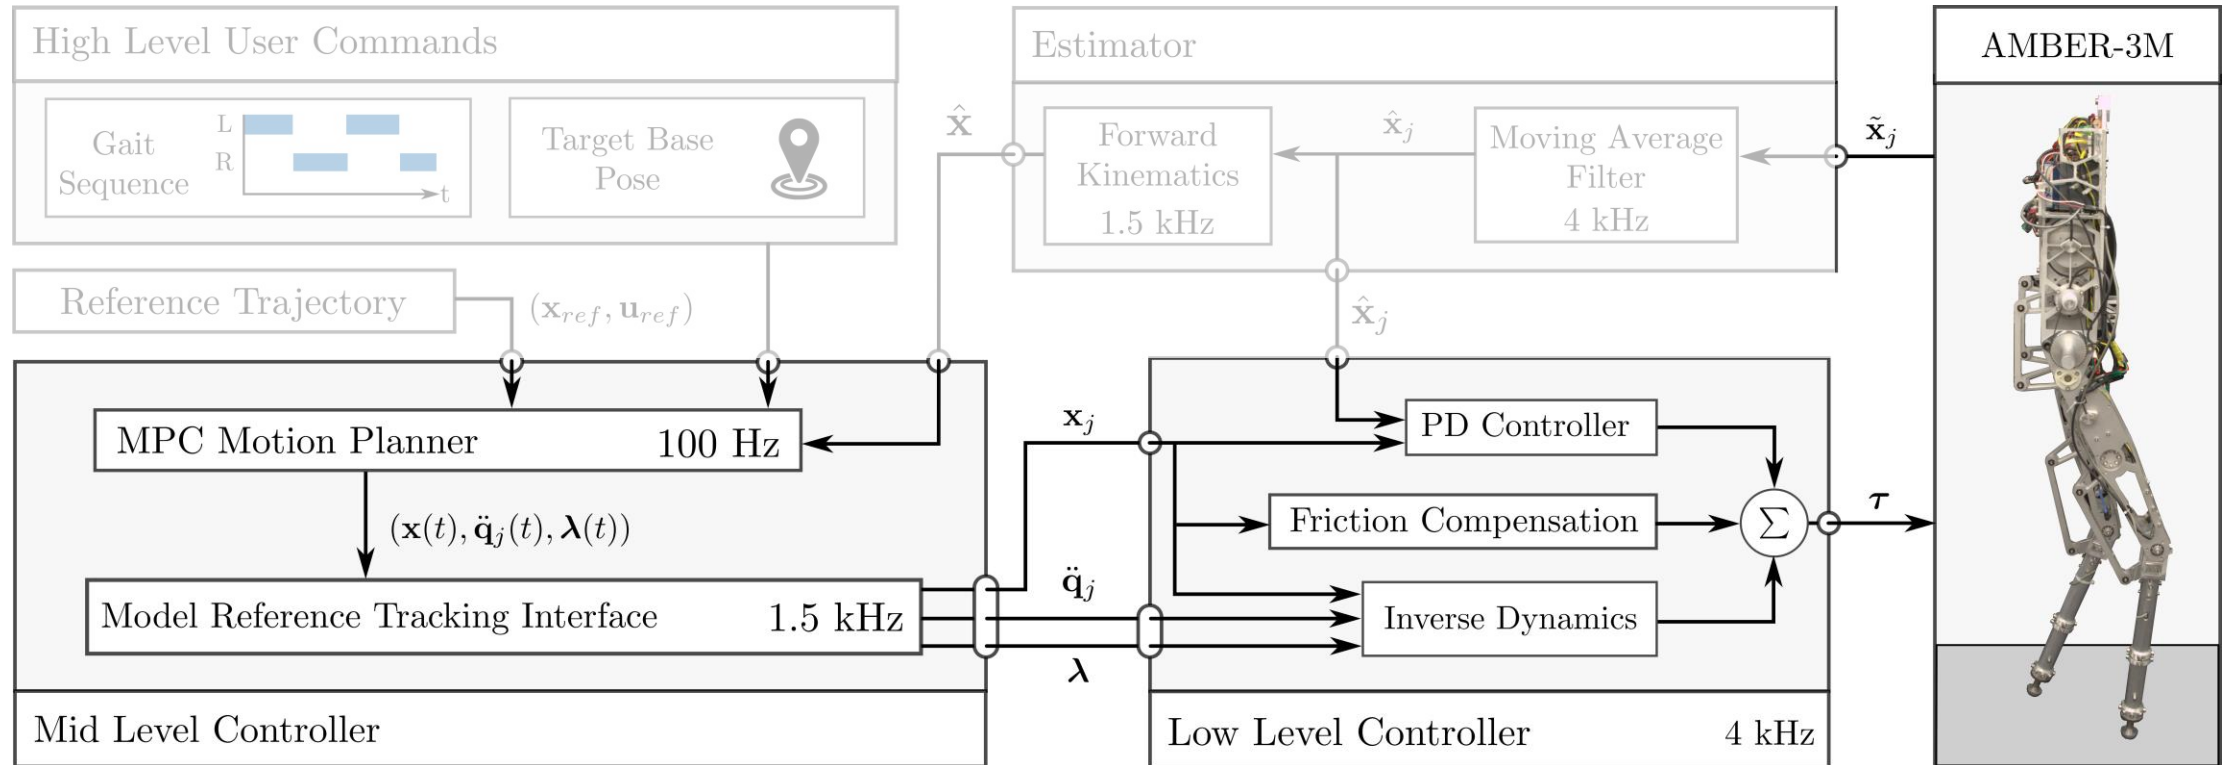 High Level User Commands
Gait
Sequence
L
R
t
Target Base
Pose
Reference Trajectory
(x_ref, u_ref)
x̂
Estimator
Forward
Kinematics
1.5 kHz
x̂_j
Moving Average
Filter
4 kHz
x̃_j
x̂_j
AMBER-3M
MPC Motion Planner 100 Hz
(x(t), q̈_j(t), λ(t))
Model Reference Tracking Interface 1.5 kHz
Mid Level Controller
x_j
q̈_j
λ
PD Controller
Friction Compensation
Inverse Dynamics
Σ
τ
Low Level Controller 4 kHz